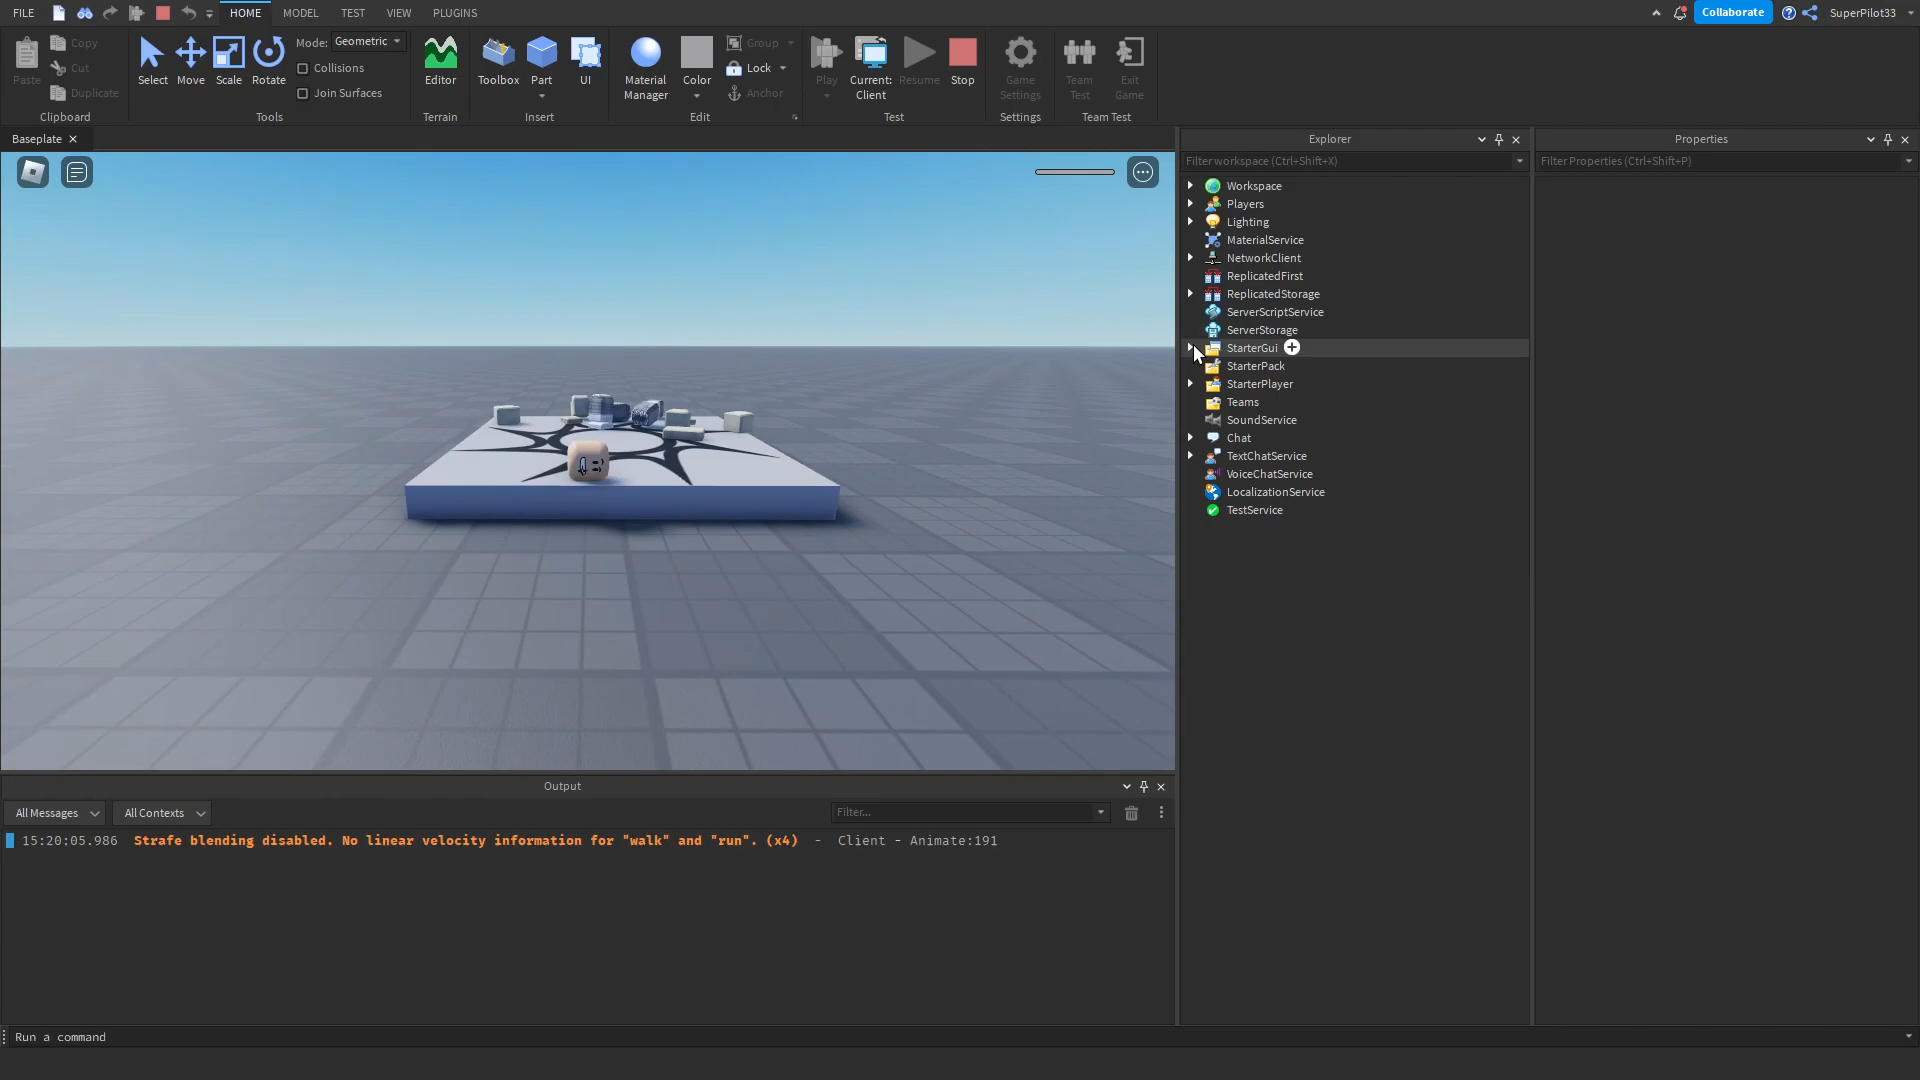 FILE HOME MODEL TEST VIEW PLUGINS Collaborate SuperPilot33
Paste Copy Cut Duplicate Clipboard
Select Move Scale Rotate Mode: Geometric Collisions Join Surfaces Tools
Editor Terrain
Toolbox Part UI Insert
Material Manager Color Group Lock Anchor Edit
Play Current: Client Resume Stop Test
Game Settings Settings
Team Test Exit Game Team Test
Baseplate
Explorer
Filter workspace (Ctrl+Shift+X)
Workspace
Players
Lighting
MaterialService
NetworkClient
ReplicatedFirst
ReplicatedStorage
ServerScriptService
ServerStorage
StarterGui
StarterPack
StarterPlayer
Teams
SoundService
Chat
TextChatService
VoiceChatService
LocalizationService
TestService
Properties
Filter Properties (Ctrl+Shift+P)
Output
All Messages All Contexts Filter...
15:20:05.986 Strafe blending disabled. No linear velocity information for "walk" and "run". (x4) - Client - Animate:191
Run a command